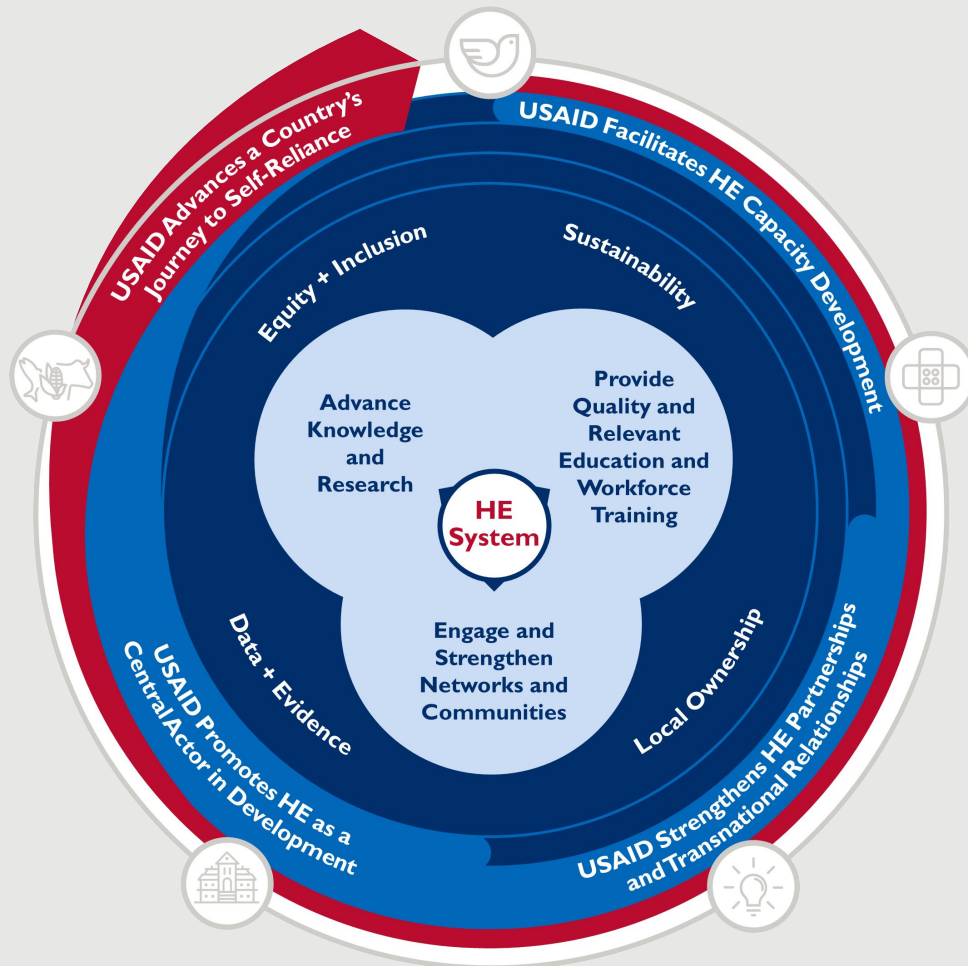 USAID Advances a Country's
Journey to Self-Reliance
USAID Facilitates HE Capacity Development
Equity + Inclusion
Sustainability
Advance
Knowledge
and
Research
Provide
Quality and
Relevant
Education and
Workforce
Training
HE
System
Engage and
Strengthen
Networks and
Communities
Data + Evidence
Local Ownership
USAID Promotes HE as a
Central Actor in Development
USAID Strengthens HE Partnerships
and Transnational Relationships